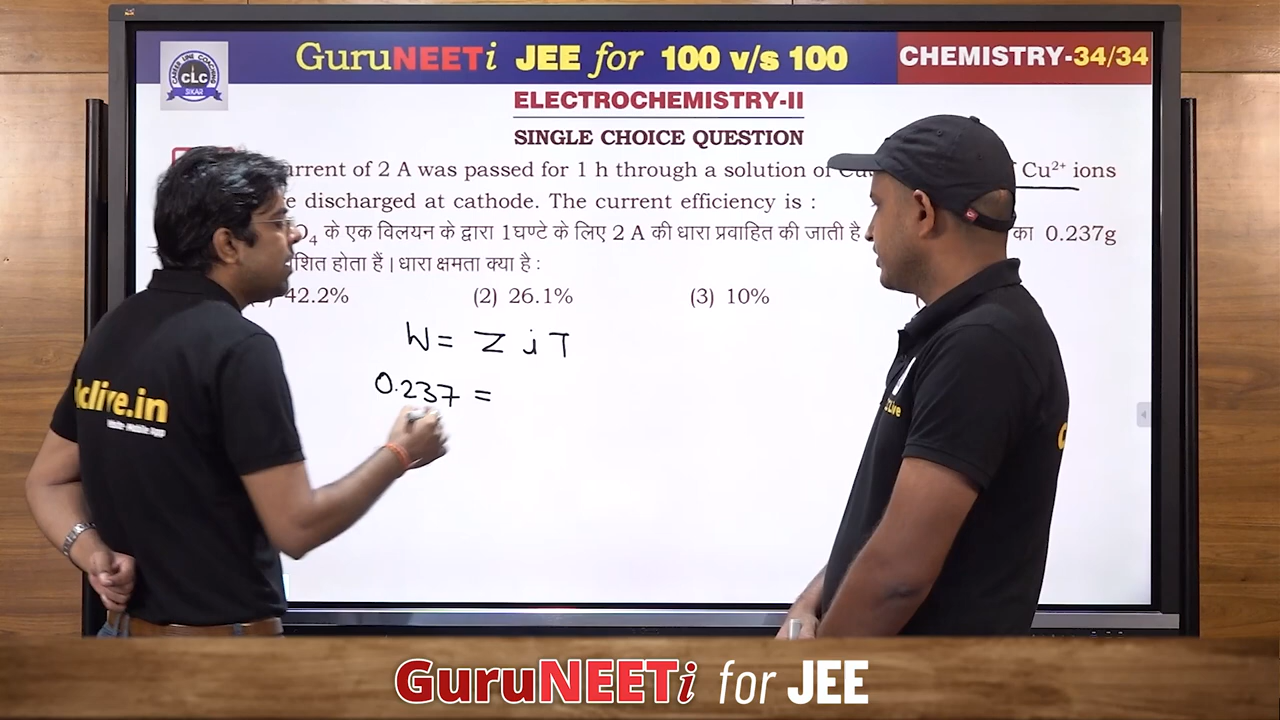 GuruNEETi JEE for 100 v/s 100
CHEMISTRY-34/34
CLC
SIKAR
ELECTROCHEMISTRY-II
SINGLE CHOICE QUESTION
of 2 A was passed for 1 h through a solution of Cu²⁺ ions
discharged at cathode. The current efficiency is :
के एक विलयन के द्वारा 1घण्टे के लिए 2 A की धारा प्रवाहित की जाती है का 0.237g
होता हैं। धारा क्षमता क्या है :
42.2% (2) 26.1% (3) 10%
W = Z i T
0.237 =
clive.in
GuruNEETi for JEE